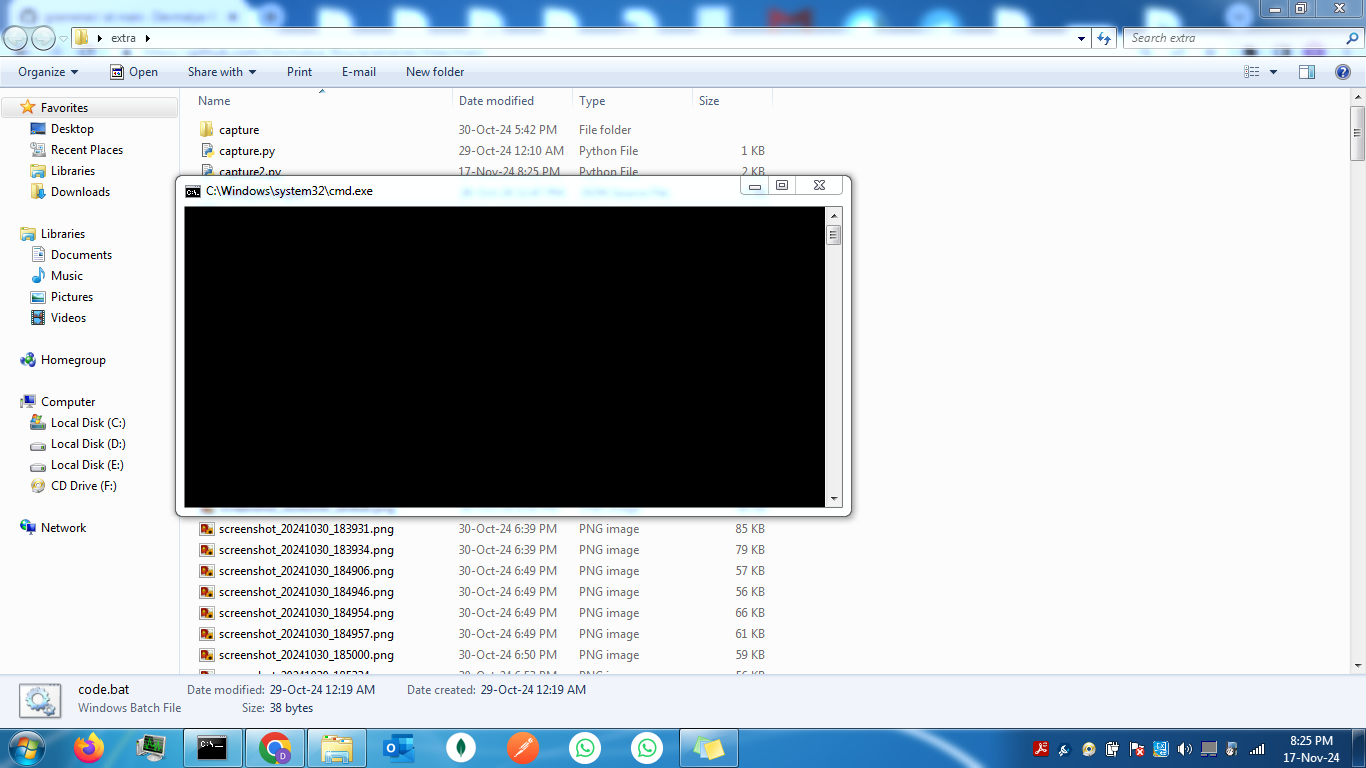 extra
Search extra
Organize
Open
Share with
Print
E-mail
New folder
Name Date modified Type Size
Favorites
Desktop
Recent Places
Libraries
Downloads
Libraries
Documents
Music
Pictures
Videos
Homegroup
Computer
Local Disk (C:)
Local Disk (D:)
Local Disk (E:)
CD Drive (F:)
Network
capture 30-Oct-24 5:42 PM File folder
capture.py 29-Oct-24 12:10 AM Python File 1 KB
capture2.py 17-Nov-24 8:25 PM Python File 2 KB
C:\Windows\system32\cmd.exe
screenshot_20241030_183931.png 30-Oct-24 6:39 PM PNG image 85 KB
screenshot_20241030_183934.png 30-Oct-24 6:39 PM PNG image 79 KB
screenshot_20241030_184906.png 30-Oct-24 6:49 PM PNG image 57 KB
screenshot_20241030_184946.png 30-Oct-24 6:49 PM PNG image 56 KB
screenshot_20241030_184954.png 30-Oct-24 6:49 PM PNG image 66 KB
screenshot_20241030_184957.png 30-Oct-24 6:49 PM PNG image 61 KB
screenshot_20241030_185000.png 30-Oct-24 6:50 PM PNG image 59 KB
code.bat Date modified: 29-Oct-24 12:19 AM Date created: 29-Oct-24 12:19 AM
Windows Batch File Size: 38 bytes
8:25 PM
17-Nov-24